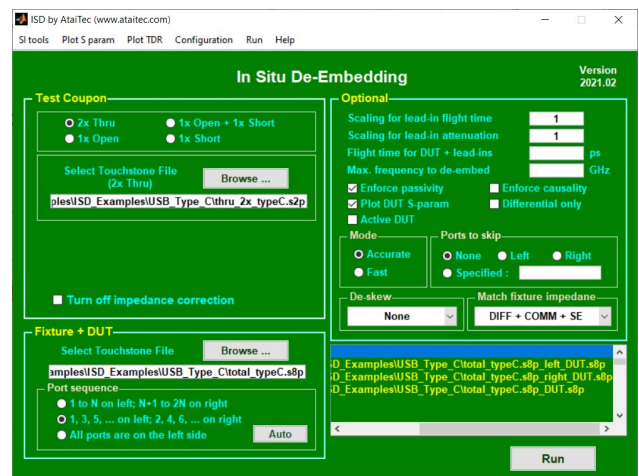 ISD by AtaiTec (www.ataitec.com)
SI tools Plot S param Plot TDR Configuration Run Help
In Situ De-Embedding
Version
2021.02
Test Coupon
2x Thru
1x Open + 1x Short
1x Open
1x Short
Select Touchstone File
(2x Thru)
Browse ...
ples\ISD_Examples\USB_Type_C\thru_2x_typeC.s2p
Turn off impedance correction
Fixture + DUT
Select Touchstone File
Browse ...
amples\ISD_Examples\USB_Type_C\total_typeC.s8p
Port sequence
1 to N on left; N+1 to 2N on right
1, 3, 5, ... on left; 2, 4, 6, ... on right
All ports are on the left side
Auto
Optional
Scaling for lead-in flight time 1
Scaling for lead-in attenuation 1
Flight time for DUT + lead-ins ps
Max. frequency to de-embed GHz
Enforce passivity
Enforce causality
Plot DUT S-param
Differential only
Active DUT
Mode
Accurate
Fast
Ports to skip
None
Left
Right
Specified :
De-skew
None
Match fixture impedane
DIFF + COMM + SE
SD_Examples\USB_Type_C\total_typeC.s8p_left_DUT.s8p
SD_Examples\USB_Type_C\total_typeC.s8p_right_DUT.s8p
SD_Examples\USB_Type_C\total_typeC.s8p_DUT.s8p
Run